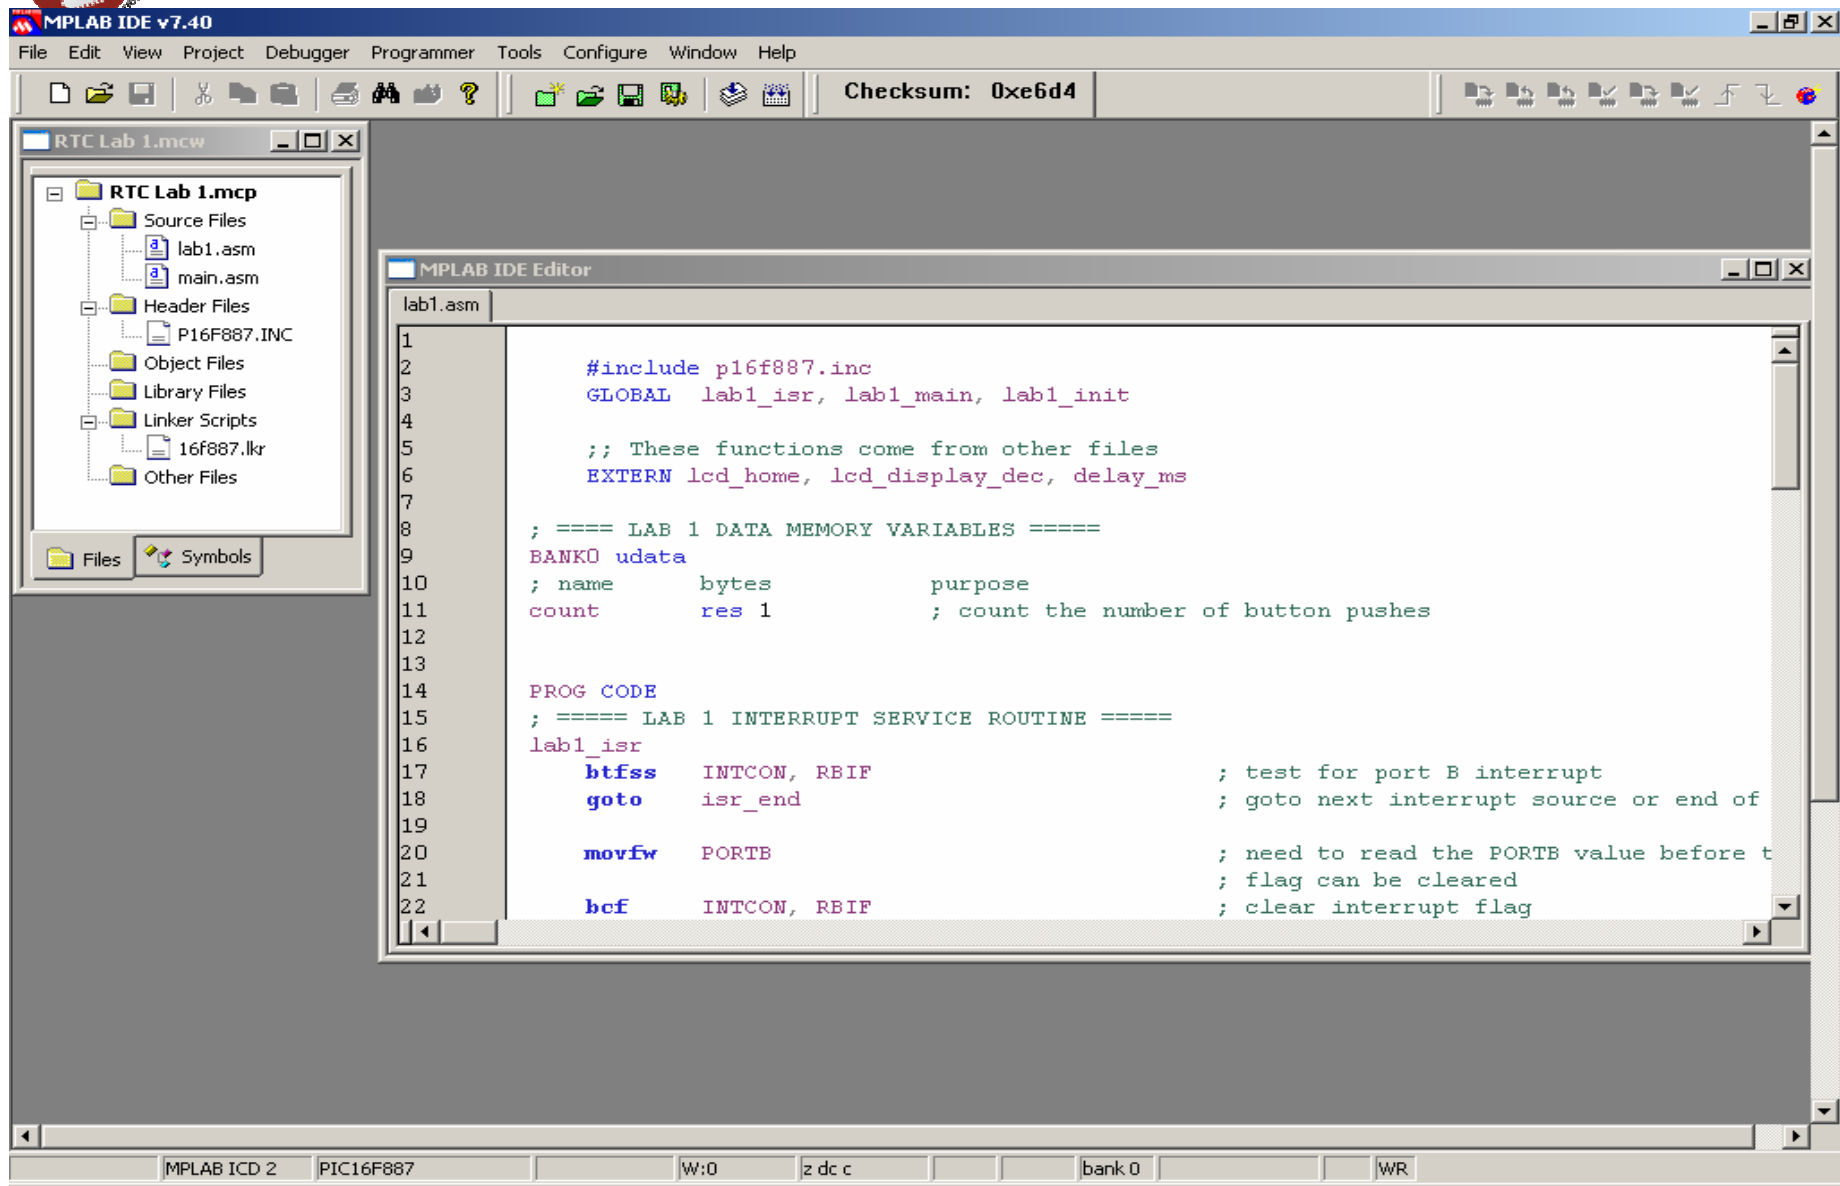 MPLAB IDE v7.40
File Edit View Project Debugger Programmer Tools Configure Window Help
Checksum: 0xe6d4
RTC Lab 1.mcw
RTC Lab 1.mcp
Source Files
lab1.asm
main.asm
Header Files
P16F887.INC
Object Files
Library Files
Linker Scripts
16f887.lkr
Other Files
Files Symbols
MPLAB IDE Editor
lab1.asm
1
2 #include p16f887.inc
3 GLOBAL lab1_isr, lab1_main, lab1_init
4
5 ;; These functions come from other files
6 EXTERN lcd_home, lcd_display_dec, delay_ms
7
8 ; ==== LAB 1 DATA MEMORY VARIABLES =====
9 BANK0 udata
10 ; name bytes purpose
11 count res 1 ; count the number of button pushes
12
13
14 PROG CODE
15 ; ===== LAB 1 INTERRUPT SERVICE ROUTINE =====
16 lab1_isr
17 btfss INTCON, RBIF ; test for port B interrupt
18 goto isr_end ; goto next interrupt source or end of
19
20 movfw PORTB ; need to read the PORTB value before t
21 ; flag can be cleared
22 bcf INTCON, RBIF ; clear interrupt flag
MPLAB ICD 2 PIC16F887 W:0 z dc c bank 0 WR